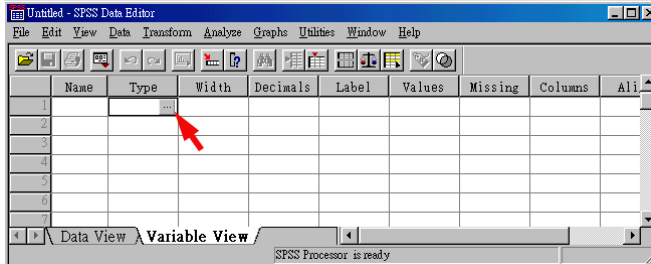 Untitled - SPSS Data Editor
File Edit View Data Transform Analyze Graphs Utilities Window Help
Name Type Width Decimals Label Values Missing Columns Ali
1 ...
2
3
4
5
6
7
Data View Variable View
SPSS Processor is ready